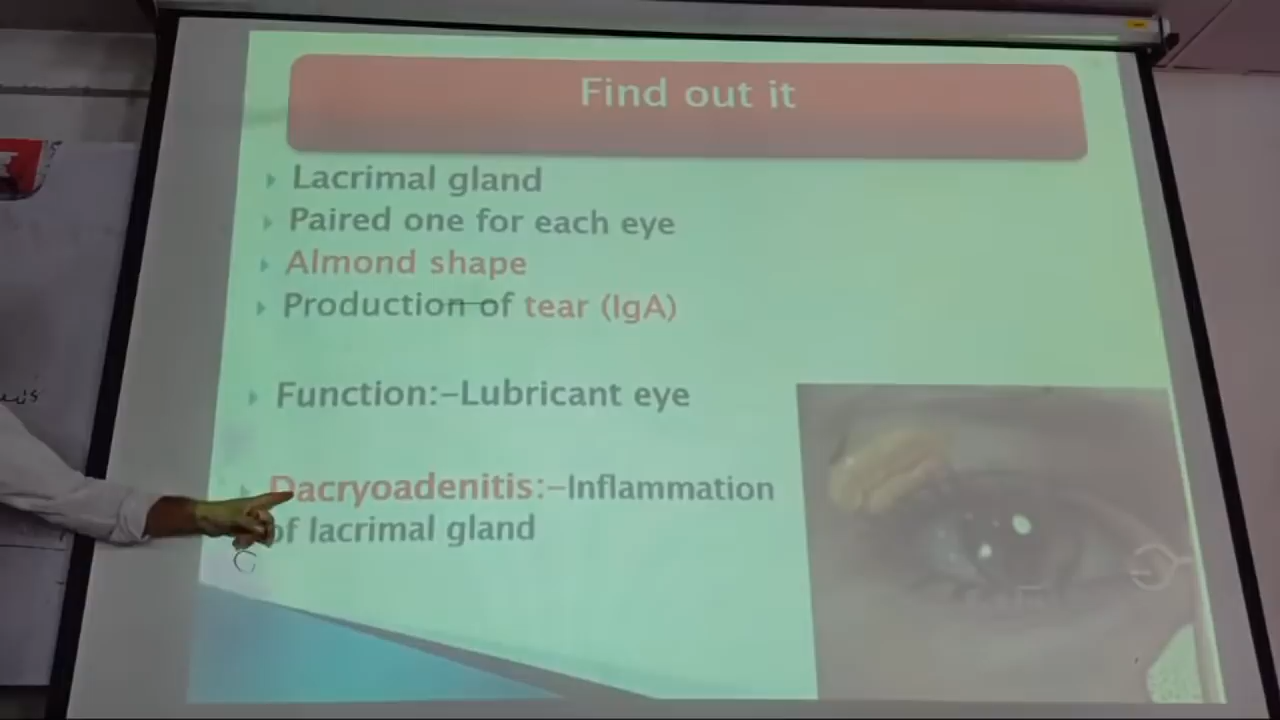 Find out it
Lacrimal gland
Paired one for each eye
Almond shape
Production of tear (IgA)
Function:-Lubricant eye
Dacryoadenitis:-Inflammation
of lacrimal gland